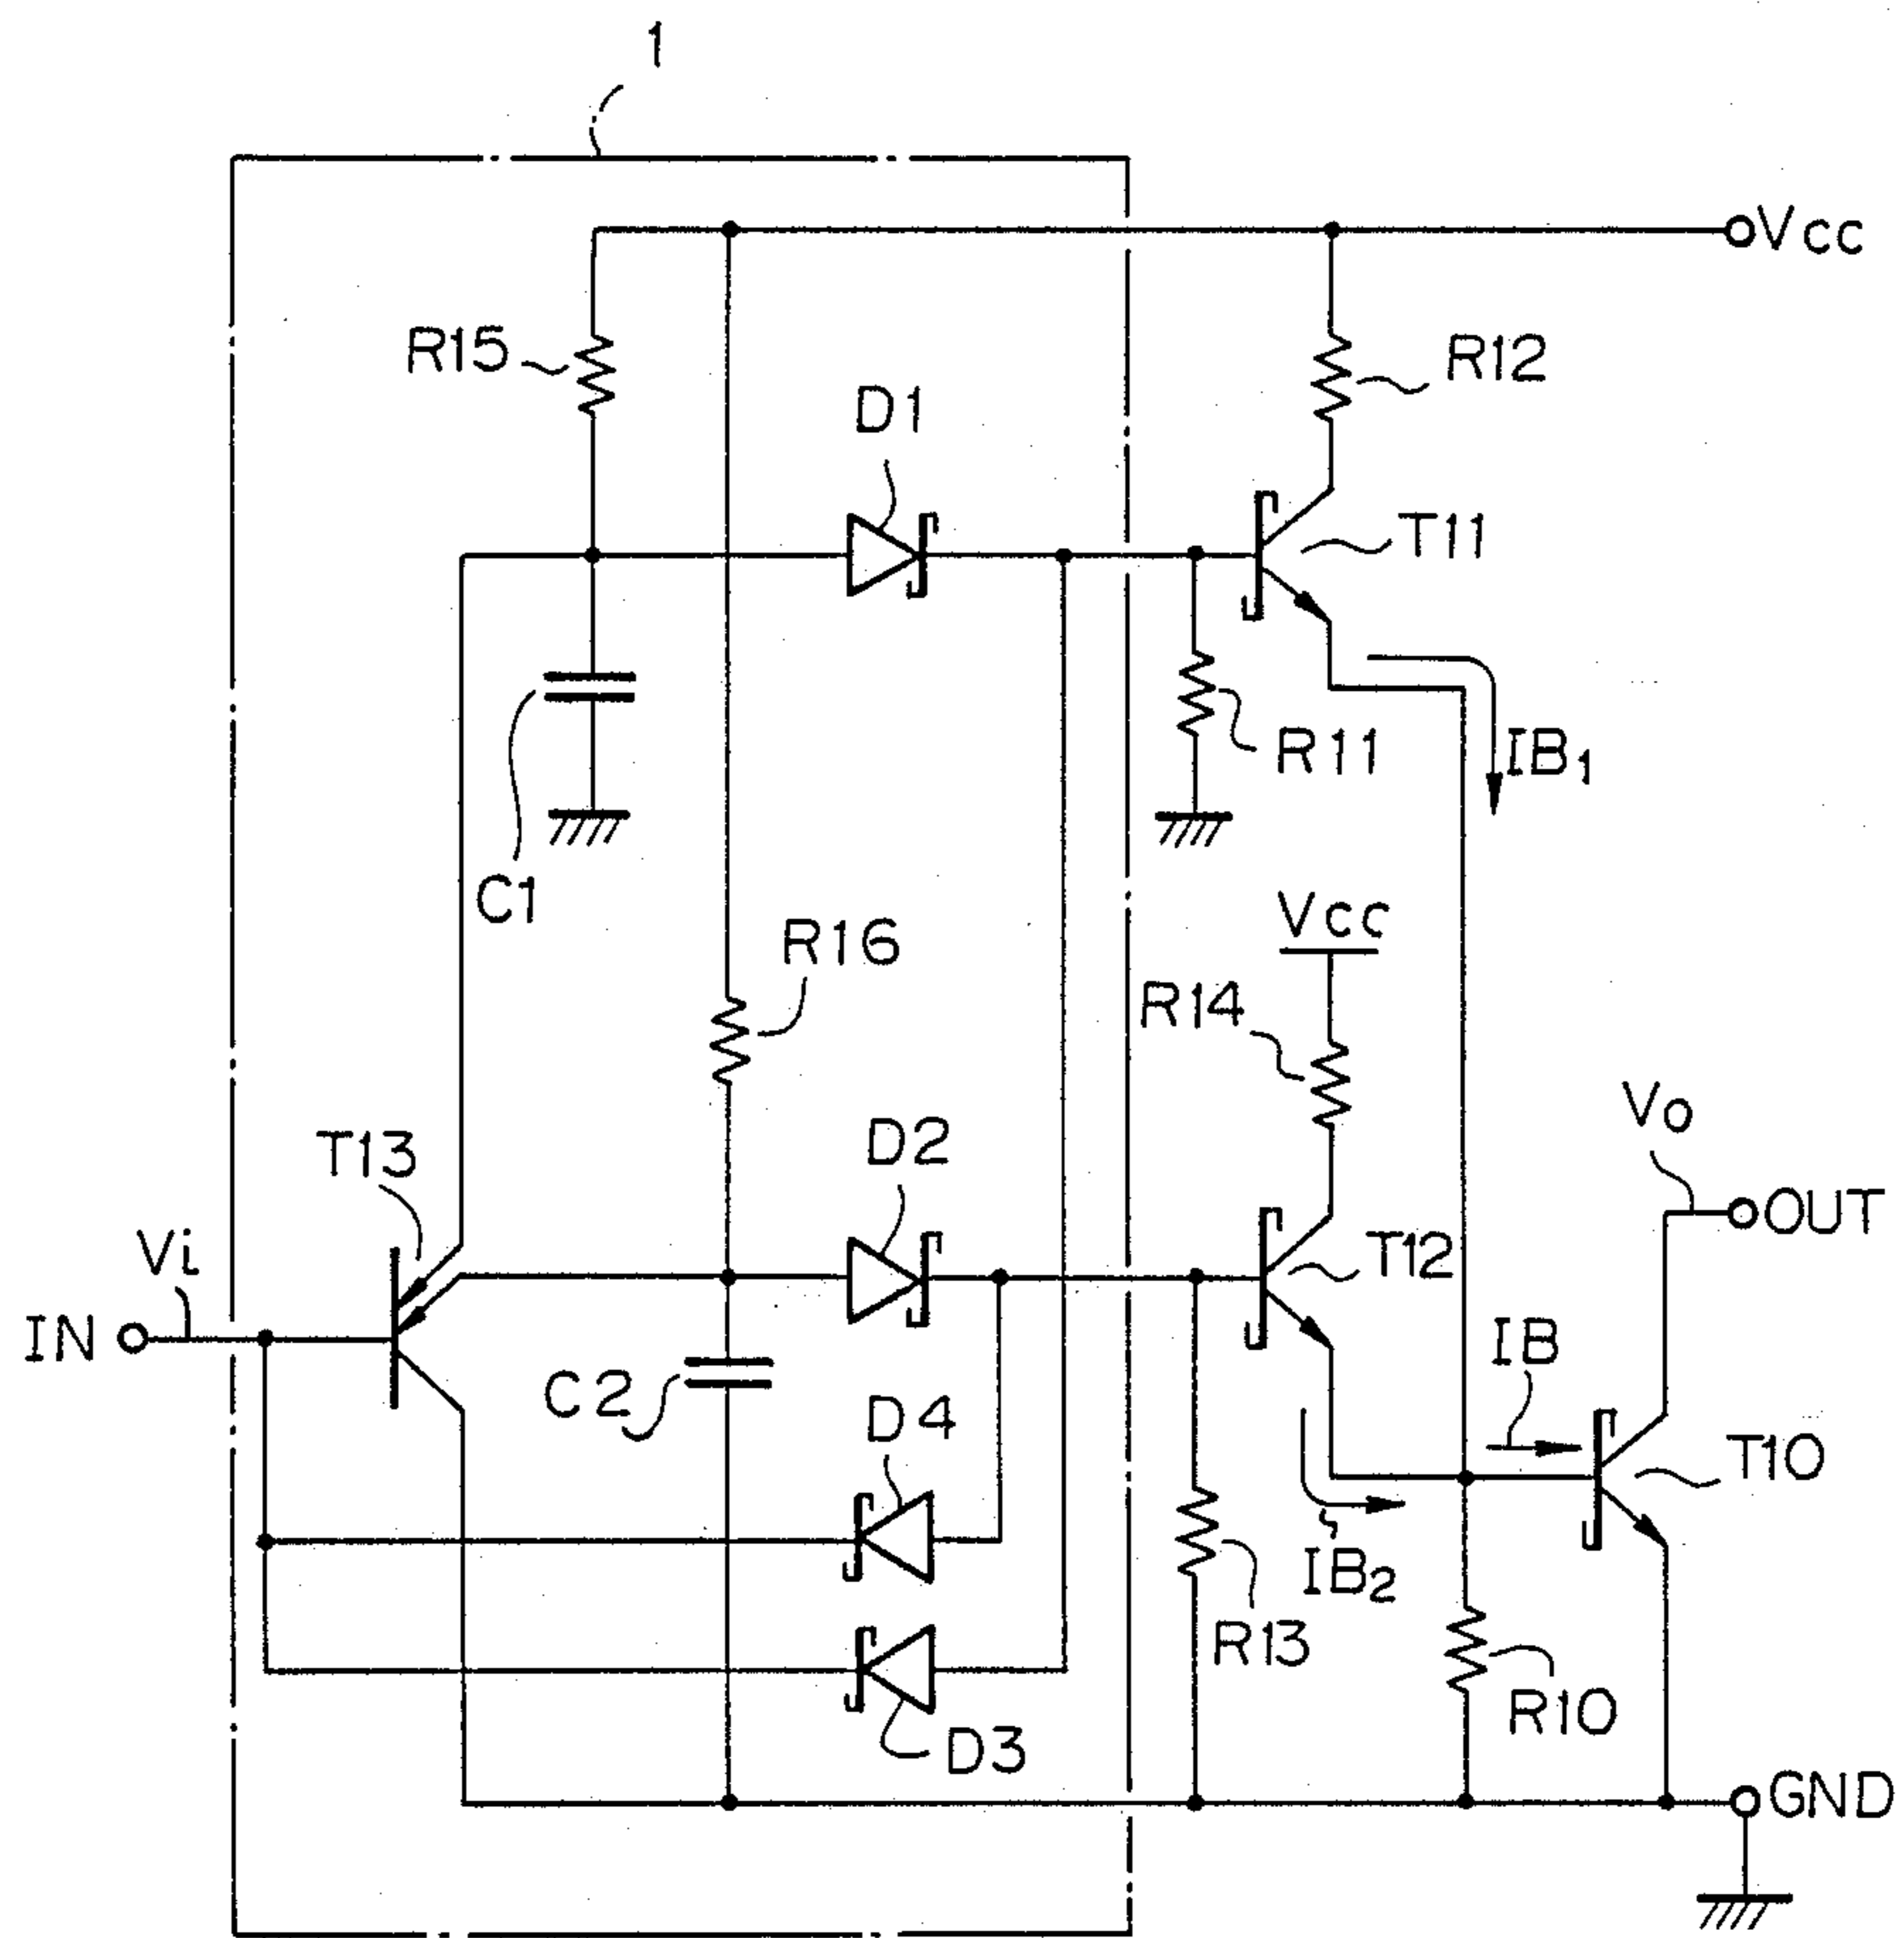 1
Vcc
R15
R12
D1
T11
R11
IB1
C1
Vcc
R16
R14
Vo
D2
T13
OUT
Vi
T12
IN
IB
C2
D4
T10
IB2
R13
R10
D3
GND